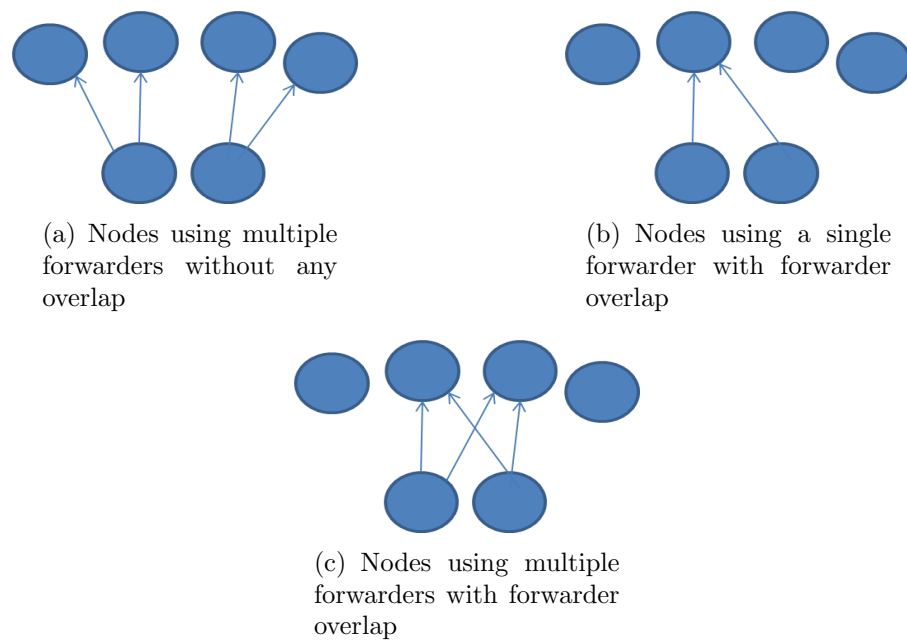 (a) Nodes using multiple
forwarders without any
overlap
(b) Nodes using a single
forwarder with forwarder
overlap
(c) Nodes using multiple
forwarders with forwarder
overlap